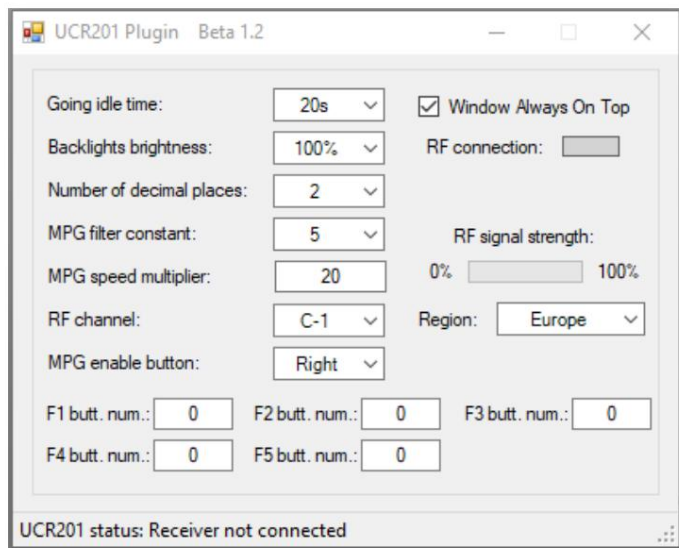 UCR201 Plugin Beta 1.2
Going idle time: 20s Window Always On Top
Backlights brightness: 100% RF connection:
Number of decimal places: 2
MPG filter constant: 5 RF signal strength:
MPG speed multiplier: 20 0% 100%
RF channel: C-1 Region: Europe
MPG enable button: Right
F1 butt. num.: 0 F2 butt. num.: 0 F3 butt. num.: 0
F4 butt. num.: 0 F5 butt. num.: 0
UCR201 status: Receiver not connected